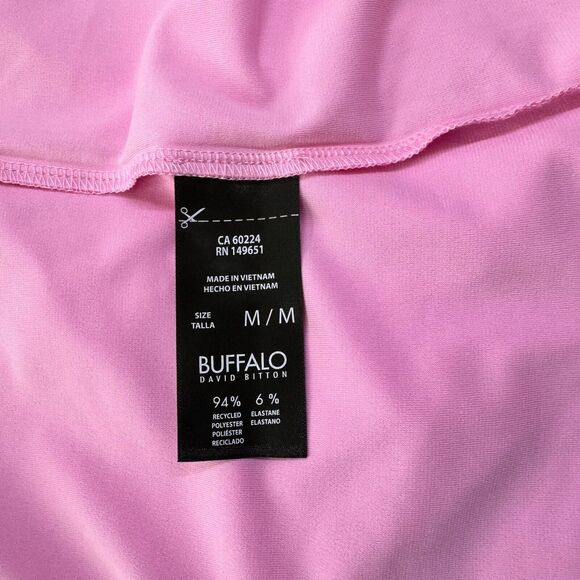 CA 60224
RN 149651
MADE IN VIETNAM
HECHO EN VIETNAM
SIZE
TALLA
M / M
BUFFALO
DAVID BITTON
94% 6 %
RECYCLED ELASTANE
POLYESTER ELASTANO
POLIÉSTER
RECICLADO